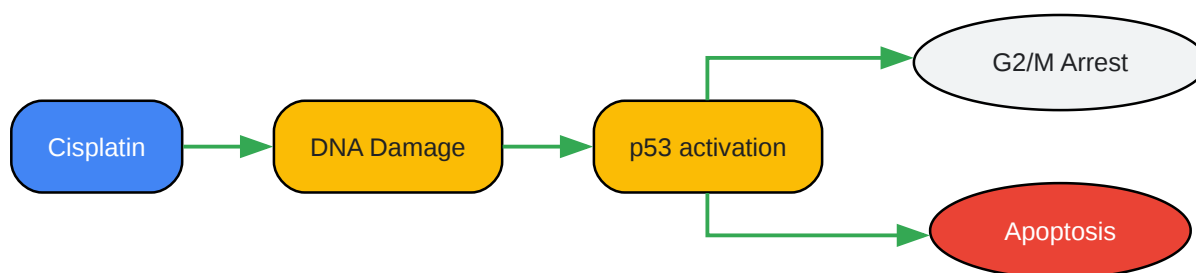 Cisplatin
DNA Damage
p53 activation
G2/M Arrest
Apoptosis